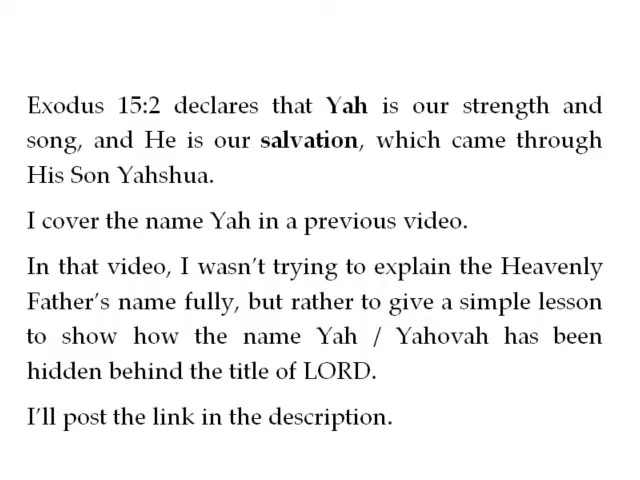 Exodus 15:2 declares that Yah is our strength and
song, and He is our salvation, which came through
His Son Yahshua.
I cover the name Yah in a previous video.
In that video, I wasn’t trying to explain the Heavenly
Father’s name fully, but rather to give a simple lesson
to show how the name Yah / Yahovah has been
hidden behind the title of LORD.
I’ll post the link in the description.